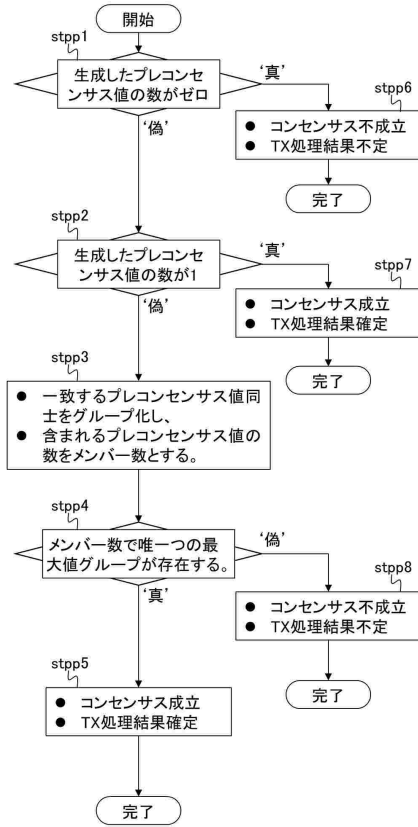 開始
stpp1
生成したプレコンセ
ンサス値の数がゼロ
‘真’
‘偽’
stpp6
● コンセンサス不成立
● TX処理結果不定
完了
stpp2
生成したプレコンセ
ンサス値の数が1
‘真’
‘偽’
stpp7
● コンセンサス成立
● TX処理結果確定
完了
stpp3
● 一致するプレコンセンサス値同
士をグループ化し、
● 含まれるプレコンセンサス値の
数をメンバー数とする。
stpp4
メンバー数で唯一つの最
大値グループが存在する。
‘偽’
‘真’
stpp8
● コンセンサス不成立
● TX処理結果不定
完了
stpp5
● コンセンサス成立
● TX処理結果確定
完了